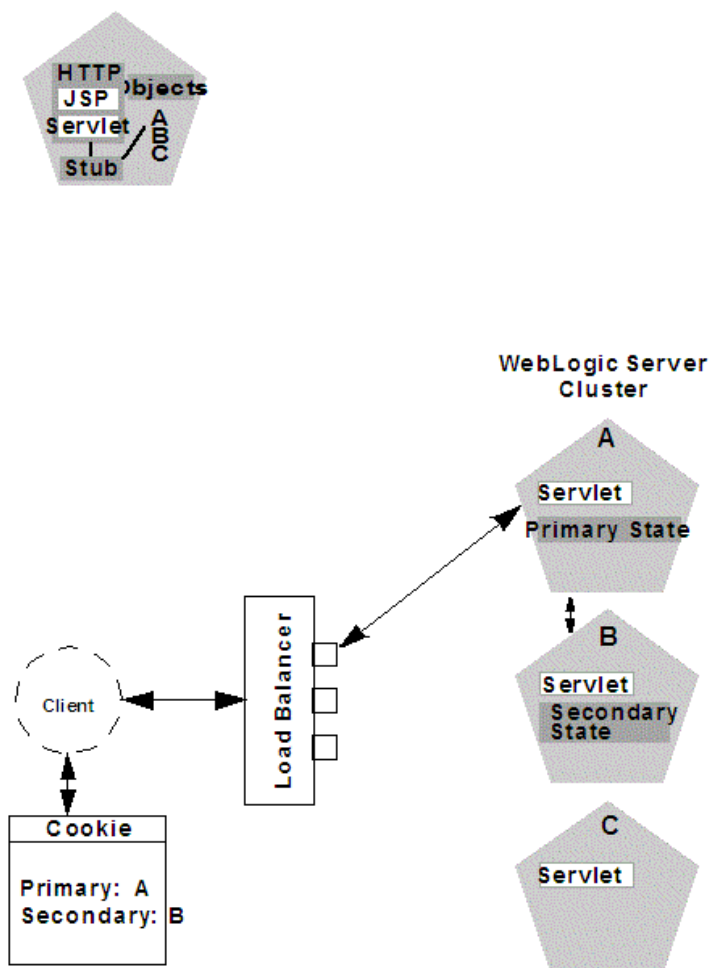 HTTP
Objects
JSP
Servlet
A
B
C
Stub
WebLogic Server
Cluster
A
Servlet
Primary State
B
Servlet
Secondary
State
Load Balancer
Client
Cookie
Primary: A
Secondary: B
C
Servlet